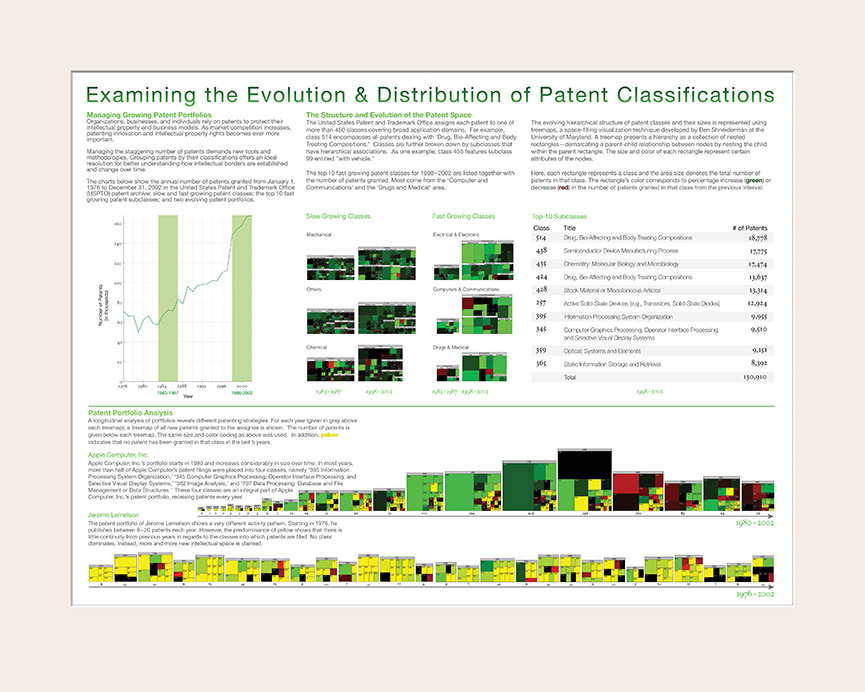 Examining the Evolution & Distribution of Patent Classifications
Managing Growing Patent Portfolios
Organizations, businesses, and individuals rely on patents to protect their
intellectual property and business models. As market competition increases,
patenting innovation and intellectual property rights becomes ever more
important.
Managing the staggering number of patents demands new tools and
methodologies. Grouping patents by their classifications offers an ideal
resolution for better understanding how intellectual borders are established
and change over time.
The charts below show the annual number of patents granted from January 1,
1976 to December 31, 2002 in the United States Patent and Trademark Office
(USPTO) patent archive; slow and fast growing patent classes; the top 10 fast
growing patent subclasses; and two evolving patent portfolios.
The Structure and Evolution of the Patent Space
The United States Patent and Trademark Office assigns each patent to one of
more than 450 classes covering broad application domains. For example,
class 514 encompasses all patents dealing with 'Drug, Bio-Affecting and Body
Treating Compositions.' Classes are further broken down by subclasses that
have hierarchical associations. As one example, class 455 features subclass
99 entitled "with vehicle."
The top 10 fast growing patent classes for 1998-2002 are listed together with
the number of patents granted. Most come from the 'Computer and
Communications' and the 'Drugs and Medical' area.
The evolving hierarchical structure of patent classes and their sizes is represented using
treemaps, a space-filling visualization technique developed by Ben Shneiderman at the
University of Maryland. A treemap presents a hierarchy as a collection of nested
rectangles—demarcating a parent-child relationship between nodes by nesting the child
within the parent rectangle. The size and color of each rectangle represent certain
attributes of the nodes.
Here, each rectangle represents a class and the area size denotes the total number of
patents in that class. The rectangle's color corresponds to percentage increase (green) or
decrease (red) in the number of patents granted in that class from the previous interval.
Number of Patents
(in thousands)
160
140
120
100
80
60
40
20
0
1976 1980 1984 1988 1992 1996 2000
1983-1987 1998-2002
Year
Slow Growing Classes
Mechanical
Others
Chemical
1983 - 1987 1998 - 2002
Fast Growing Classes
Electrical & Electronic
Computers & Communications
Drugs & Medical
1983 - 1987 1998 - 2002
Top-10 Subclasses
Class Title # of Patents
514 Drug, Bio-Affecting and Body Treating Compositions 18,778
438 Semiconductor Device Manufacturing Process 17,775
435 Chemistry: Molecular Biology and Microbiology 17,474
424 Drug, Bio-Affecting and Body Treating Compositions 13,637
428 Stock Material or Miscellaneous Articles 13,314
257 Active Solid-State Devices (e.g., Transistors, Solid-State Diodes) 12,924
395 Information Processing System Organization 9,955
345 Computer Graphics Processing, Operator Interface Processing, 9,510
and Selective Visual Display Systems
359 Optical: Systems and Elements 9,151
365 Static Information Storage and Retrieval 8,392
Total 130,910
1998 - 2002
Patent Portfolio Analysis
A longitudinal analysis of portfolios reveals different patenting strategies. For each year (given in gray above
each treemap), a treemap of all new patents granted to the assignee is shown. The number of patents is
given below each treemap. The same size and color coding as above was used. In addition, yellow
indicates that no patent has been granted in that class in the last 5 years.
Apple Computer, Inc.
Apple Computer, Inc.'s portfolio starts in 1980 and increases considerably in size over time. In most years,
more than half of Apple Computer's patent filings were placed into four classes, namely '395 Information
Processing System Organization,' '345 Computer Graphics Processing, Operator Interface Processing, and
Selective Visual Display Systems,' '382 Image Analysis,' and '707 Data Processing: Database and File
Management or Data Structures.' These four classes are an integral part of Apple
Computer, Inc.'s patent portfolio, receiving patents every year.
1980 - 2002
Jerome Lemelson
The patent portfolio of Jerome Lemelson shows a very different activity pattern. Starting in 1976, he
publishes between 6-20 patents each year. However, the predominance of yellow shows that there is
little continuity from previous years in regards to the classes into which patents are filed. No class
dominates. Instead, more and more new intellectual space is claimed.
1976 - 2002